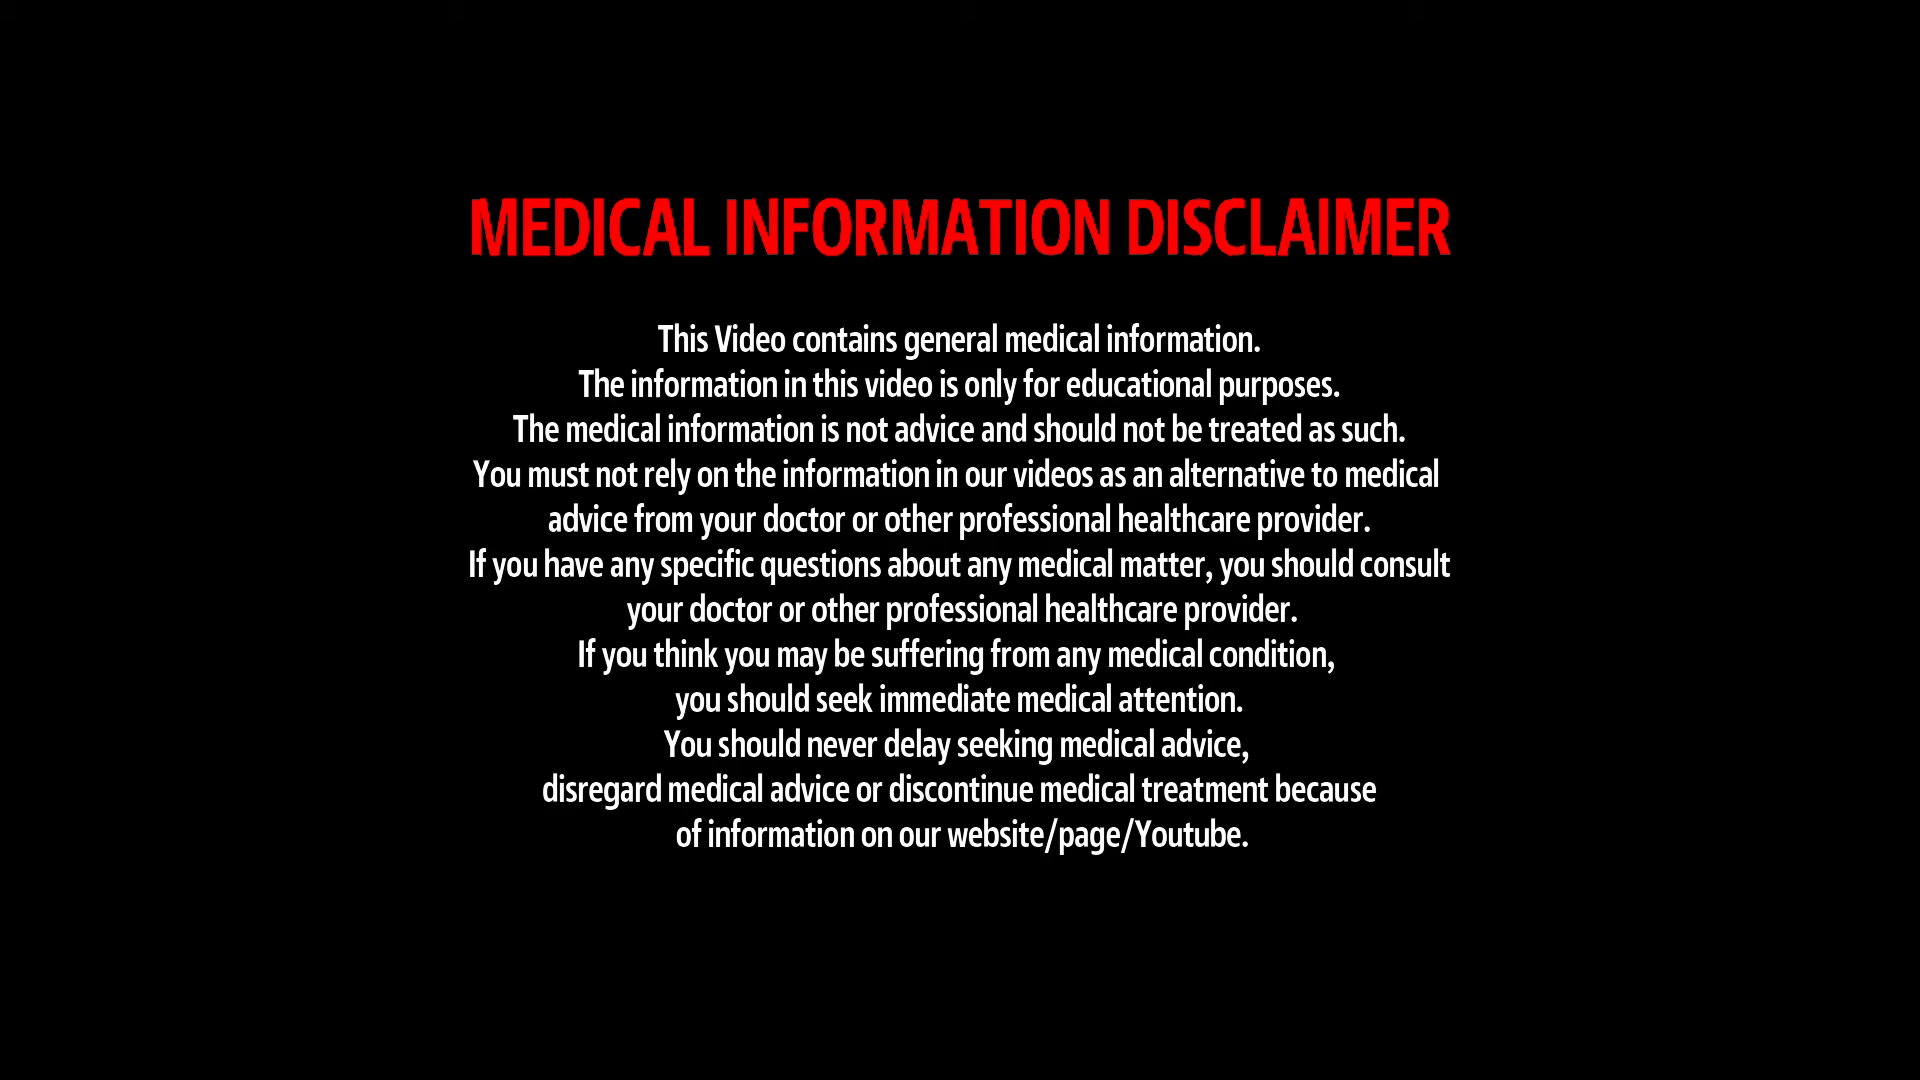 MEDICAL INFORMATION DISCLAIMER
This Video contains general medical information.
The information in this video is only for educational purposes.
The medical information is not advice and should not be treated as such.
You must not rely on the information in our videos as an alternative to medical
advice from your doctor or other professional healthcare provider.
If you have any specific questions about any medical matter, you should consult
your doctor or other professional healthcare provider.
If you think you may be suffering from any medical condition,
you should seek immediate medical attention.
You should never delay seeking medical advice,
disregard medical advice or discontinue medical treatment because
of information on our website/page/Youtube.